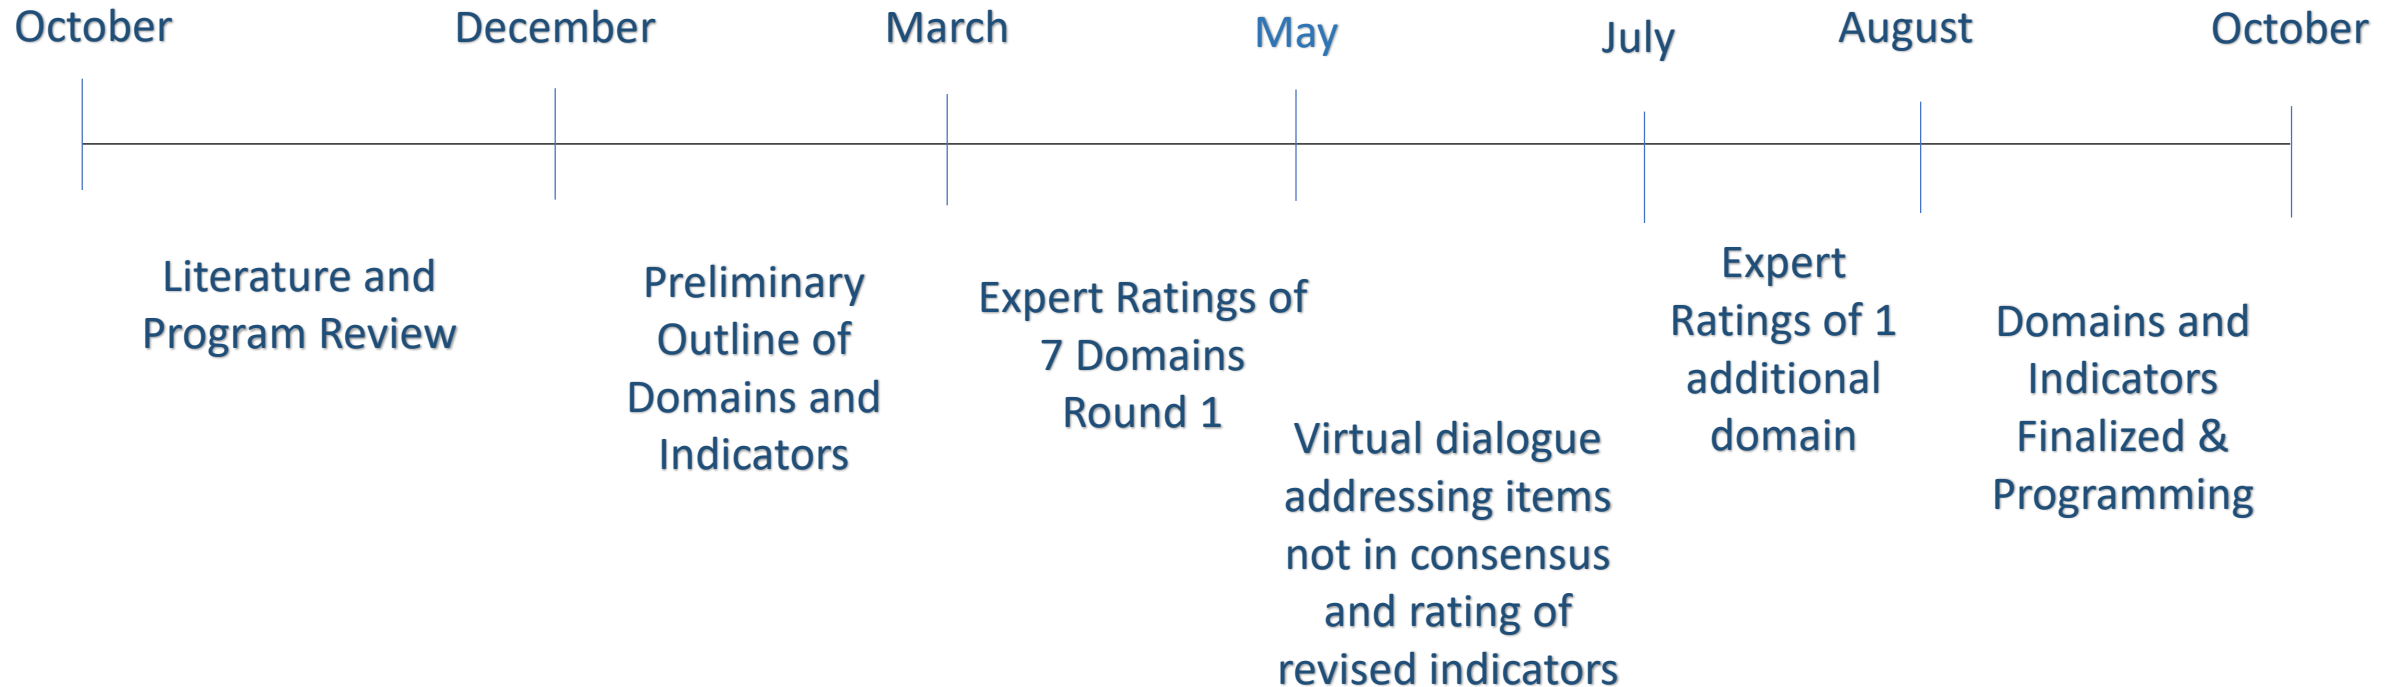 October
December
March
May
July
August
October
Literature and
Program Review
Preliminary
Outline of
Domains and
Indicators
Expert Ratings of
7 Domains
Round 1
Virtual dialogue
addressing items
not in consensus
and rating of
revised indicators
Expert
Ratings of 1
additional
domain
Domains and
Indicators
Finalized &
Programming